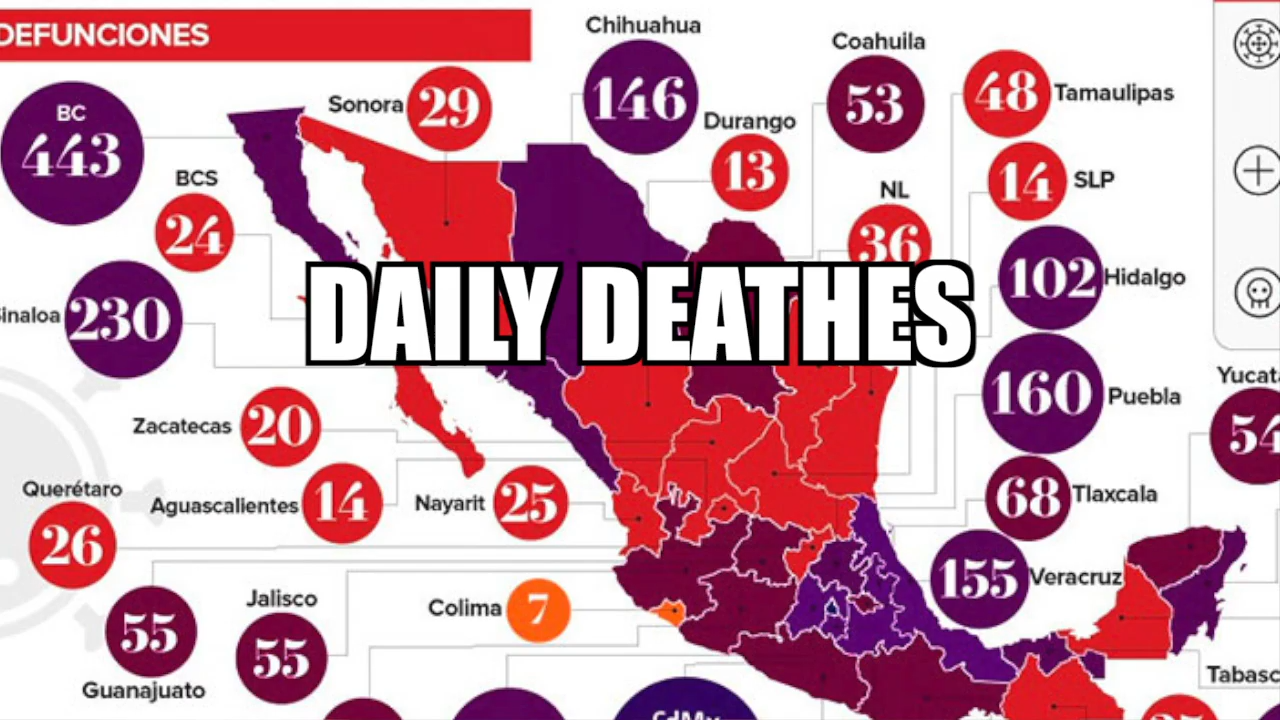 DEFUNCIONES
Chihuahua
146
Coahuila
53
48
Tamaulipas
BC
443
Sonora
29
Durango
13
14
SLP
BCS
24
NL
36
102
Hidalgo
DAILY DEATHES
230
160
Puebla
Zacatecas
20
Querétaro
26
Aguascalientes
14
Nayarit
25
68
Tlaxcala
155
Veracruz
Colima
7
55
Guanajuato
Jalisco
55